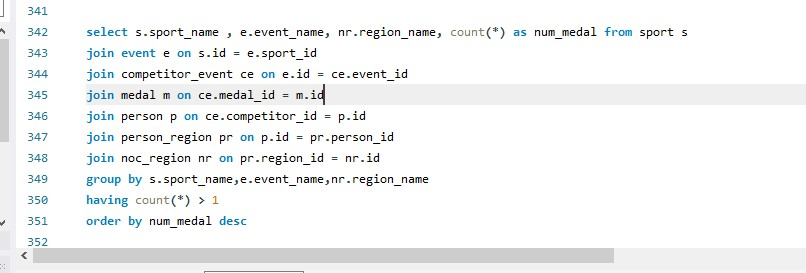 341
342 select s.sport_name , e.event_name, nr.region_name, count(*) as num_medal from sport s
343 join event e on s.id = e.sport_id
344 join competitor_event ce on e.id = ce.event_id
345 join medal m on ce.medal_id = m.id
346 join person p on ce.competitor_id = p.id
347 join person_region pr on p.id = pr.person_id
348 join noc_region nr on pr.region_id = nr.id
349 group by s.sport_name,e.event_name,nr.region_name
350 having count(*) > 1
351 order by num_medal desc
352